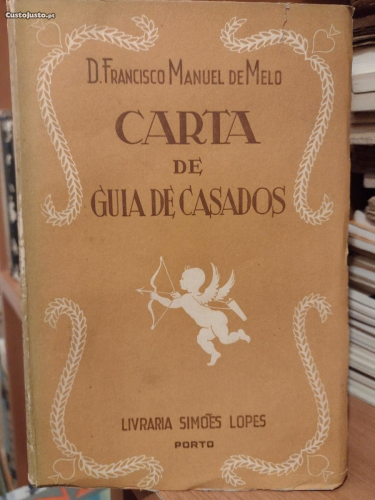 CustoJusto.pt
D. FRANCISCO MANUEL DE MELO
CARTA
DE
GUIA DE CASADOS
LIVRARIA SIMÕES LOPES
PORTO